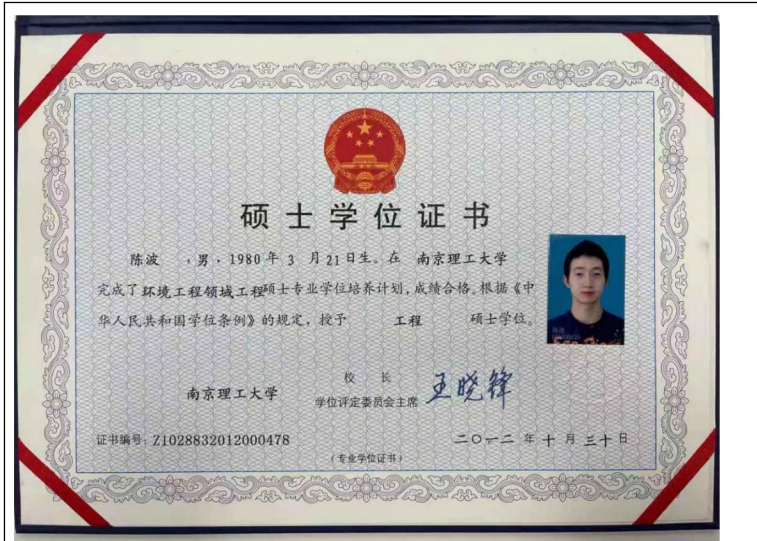 硕士学位证书
陈波 ,男,1980年 3 月 21日生。在 南京理工大学
完成了环境工程领域工程硕士专业学位培养计划,成绩合格。根据《中
华人民共和国学位条例》的规定,授予 工程 硕士学位。
南京理工大学
校 长
学位评定委员会主席
王晓锋
证书编号:Z1028832012000478
二〇一二 年 十 月 三十 日
(专业学位证书)